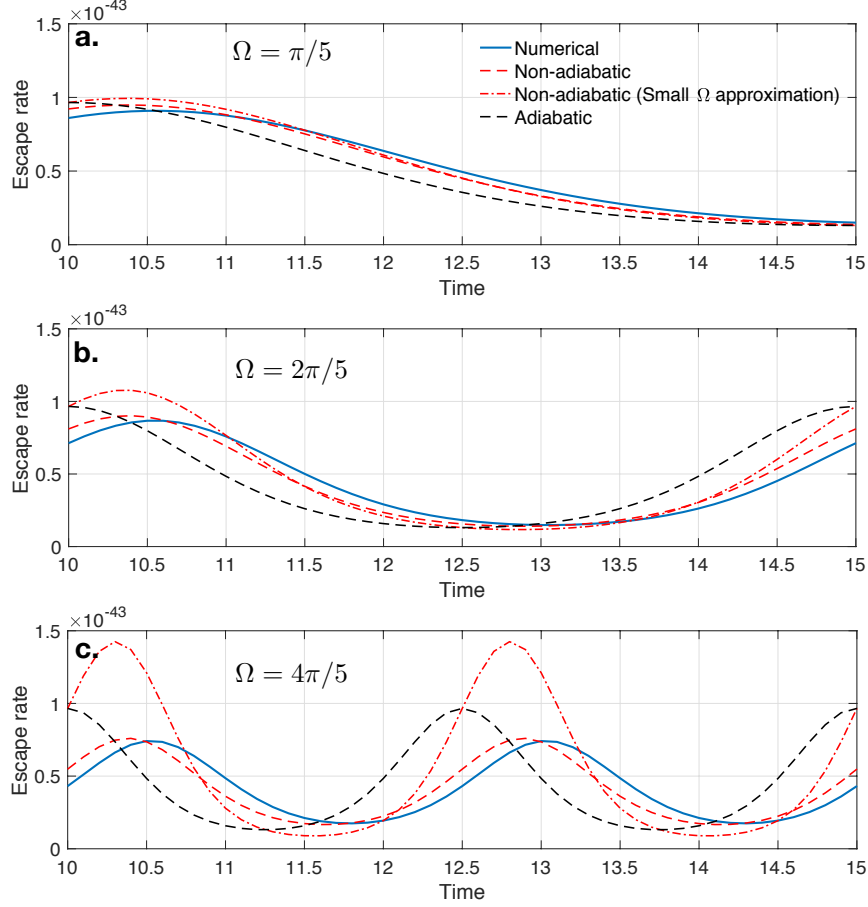 ×10-43
a.
Ω = π/5
Numerical
Non-adiabatic
Non-adiabatic (Small Ω approximation)
Adiabatic
1.5
1
0.5
0
Escape rate
10 10.5 11 11.5 12 12.5 13 13.5 14 14.5 15
Time
×10-43
b.
Ω = 2π/5
1.5
1
0.5
0
Escape rate
10 10.5 11 11.5 12 12.5 13 13.5 14 14.5 15
Time
×10-43
c.
Ω = 4π/5
1.5
1
0.5
0
Escape rate
10 10.5 11 11.5 12 12.5 13 13.5 14 14.5 15
Time